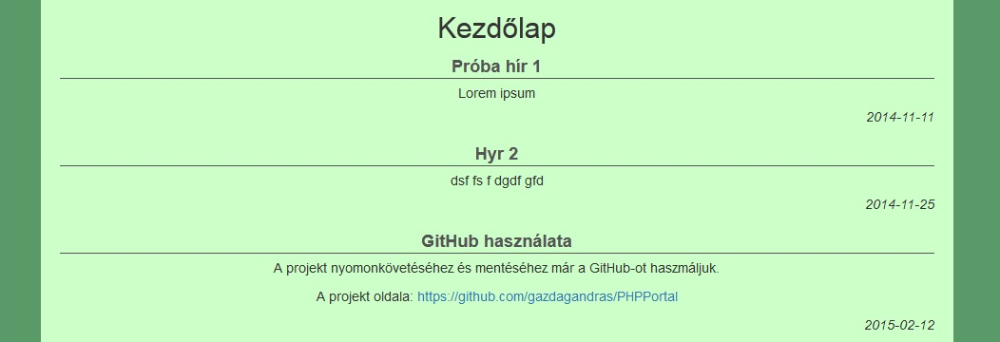 Kezdőlap
Próba hír 1
Lorem ipsum
2014-11-11
Hyr 2
dsf fs f dgdf gfd
2014-11-25
GitHub használata
A projekt nyomonkövetéséhez és mentéséhez már a GitHub-ot haszmáljuk.
A projekt oldala: https://github.com/gazdagandras/PHPPortal
2015-02-12